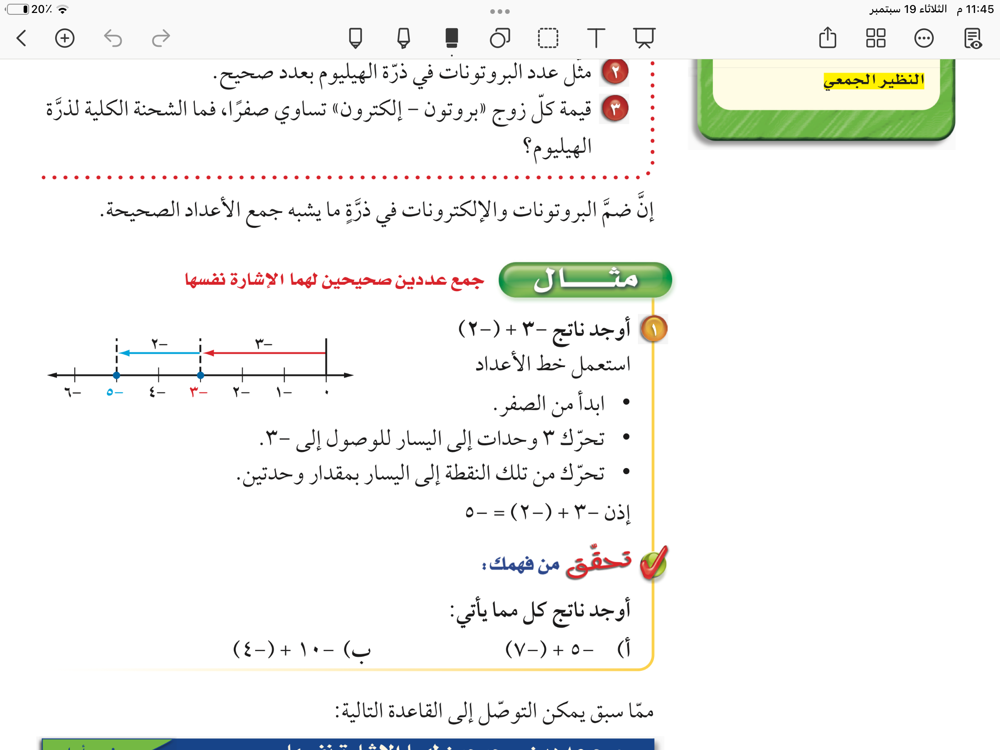 11:45 م الثلاثاء 19 سبتمبر
20٪
النظير الجمعي
٢ مثّل عدد البروتونات في ذرّة الهيليوم بعدد صحيح.
٣ قيمة كلّ زوج «بروتون – إلكترون» تساوي صفرًا، فما الشحنة الكلية لذرَّة
الهيليوم؟
إنَّ ضمَّ البروتونات والإلكترونات في ذرَّةٍ ما يشبه جمع الأعداد الصحيحة.
مثـــال جمع عددين صحيحين لهما الإشارة نفسها
١ أوجد ناتج –٣ + (–٢)
استعمل خط الأعداد
–٣ –٢
٠ –١ –٢ –٣ –٤ –٥ –٦
• ابدأ من الصفر.
• تحرّك ٣ وحدات إلى اليسار للوصول إلى –٣.
• تحرّك من تلك النقطة إلى اليسار بمقدار وحدتين.
إذن –٣ + (–٢) = –٥
تحقّق من فهمك:
أوجد ناتج كل مما يأتي:
أ) –٥ + (–٧) ب) –١٠ + (–٤)
ممّا سبق يمكن التوصّل إلى القاعدة التالية: